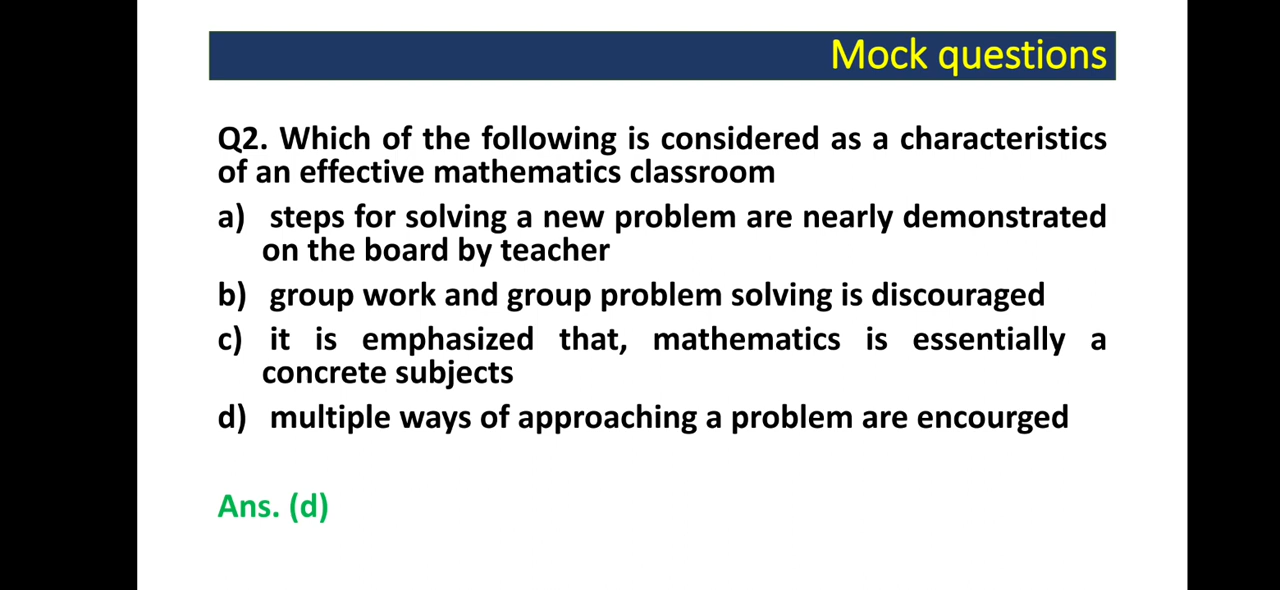 Mock questions
Q2. Which of the following is considered as a characteristics
of an effective mathematics classroom
a) steps for solving a new problem are nearly demonstrated
on the board by teacher
b) group work and group problem solving is discouraged
c) it is emphasized that, mathematics is essentially a
concrete subjects
d) multiple ways of approaching a problem are encourged
Ans. (d)